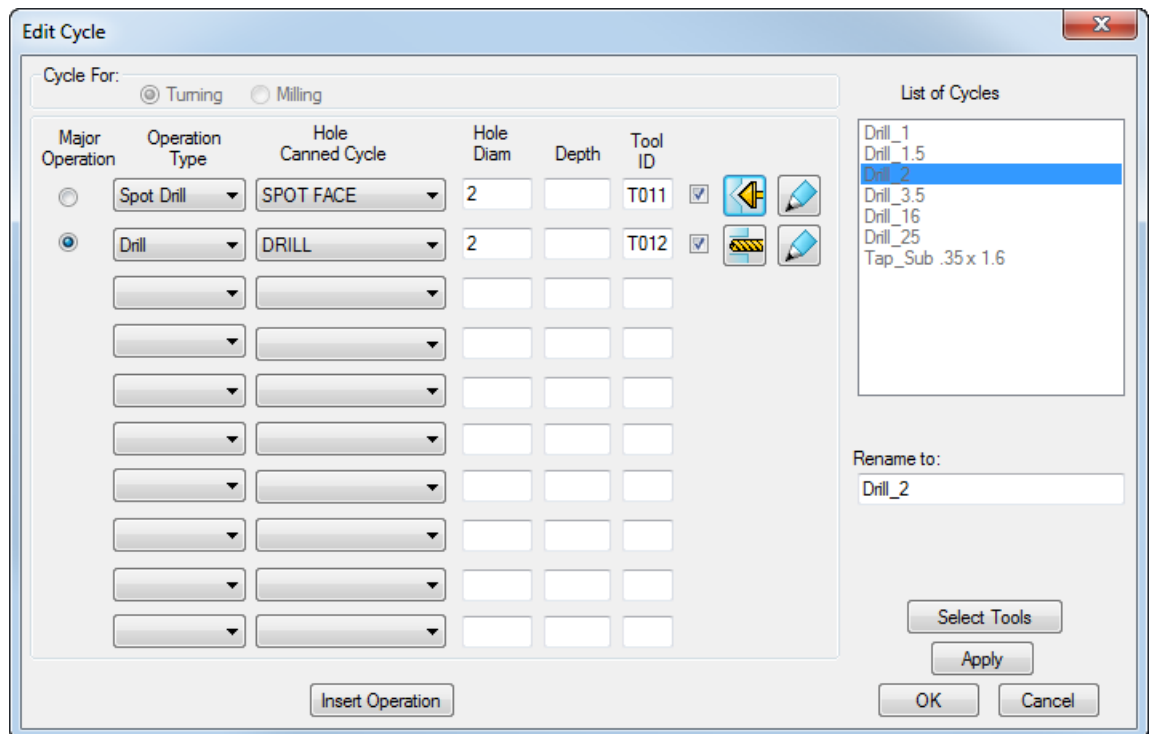 Edit Cycle
Cycle For:
Turning Milling
Major Operation
Operation Type
Hole Canned Cycle
Hole Diam
Depth
Tool ID
Spot Drill SPOT FACE 2 T011
Drill DRILL 2 T012
Insert Operation
List of Cycles
Drill_1
Drill_1.5
Drill_2
Drill_3.5
Drill_16
Drill_25
Tap_Sub .35 x 1.6
Rename to:
Drill_2
Select Tools
Apply
OK Cancel